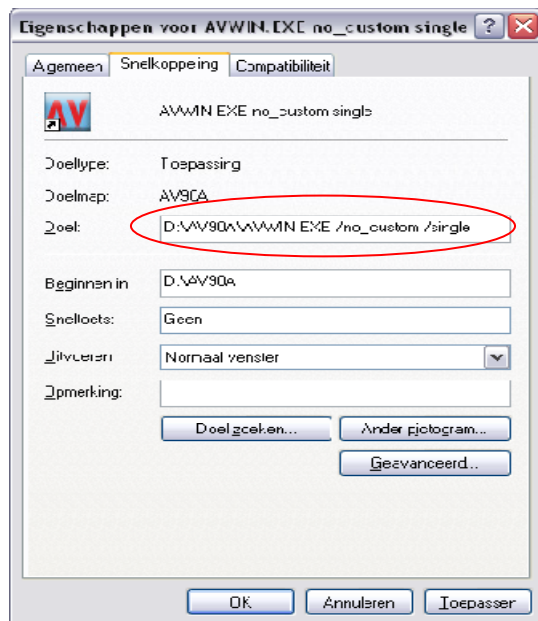 Eigenschappen voor AVWIN.EXE no_custom single
Algemeen Snelkoppeling Compatibiliteit
AVWIN.EXE no_custom single
Doeltype: Toepassing
Doelmap: AV90A
Doel: D:\AV90A\AVWIN.EXE /no_custom /single
Beginnen in D:\AV90A
Sneltoets: Geen
Uitvoeren Normaal venster
Opmerking:
Doel zoeken... Ander pictogram...
Geavanceerd...
OK Annuleren Toepassen